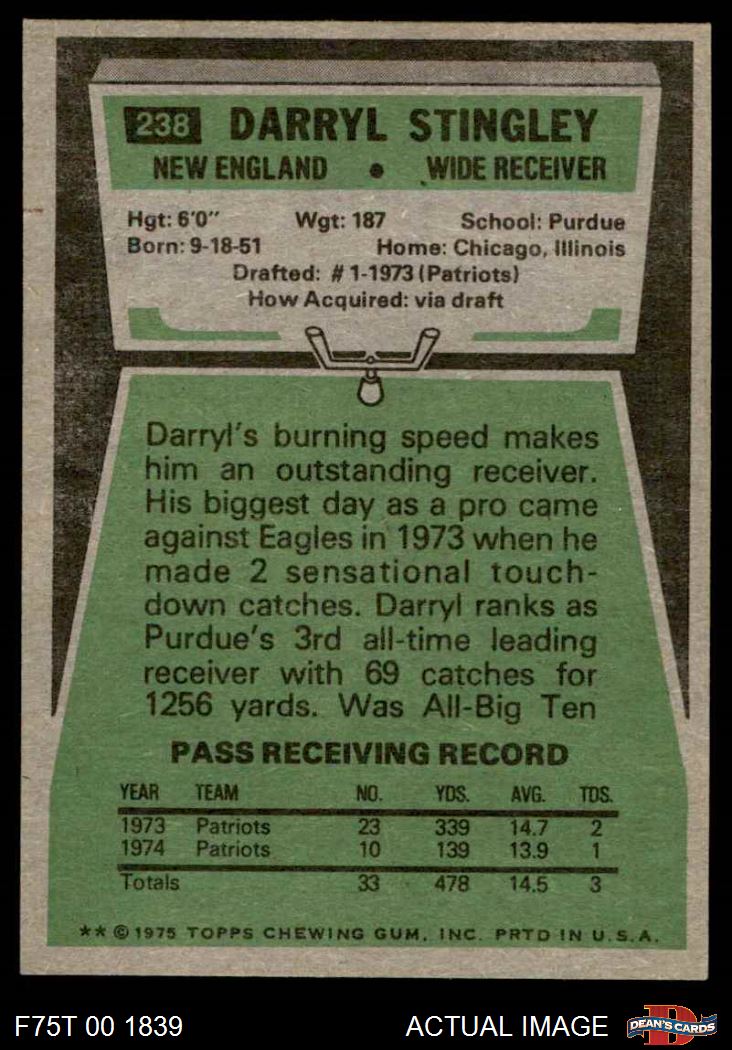 238 DARRYL STINGLEY
NEW ENGLAND • WIDE RECEIVER
Hgt: 6'0" Wgt: 187 School: Purdue
Born: 9-18-51 Home: Chicago, Illinois
Drafted: # 1-1973 (Patriots)
How Acquired: via draft
Darryl's burning speed makes
him an outstanding receiver.
His biggest day as a pro came
against Eagles in 1973 when he
made 2 sensational touch-
down catches. Darryl ranks as
Purdue's 3rd all-time leading
receiver with 69 catches for
1256 yards. Was All-Big Ten
PASS RECEIVING RECORD
YEAR TEAM NO. YDS. AVG. TDS.
1973 Patriots 23 339 14.7 2
1974 Patriots 10 139 13.9 1
Totals 33 478 14.5 3
** © 1975 TOPPS CHEWING GUM, INC. PRTD IN U.S.A.
F75T 00 1839 ACTUAL IMAGE D DEAN'S CARDS